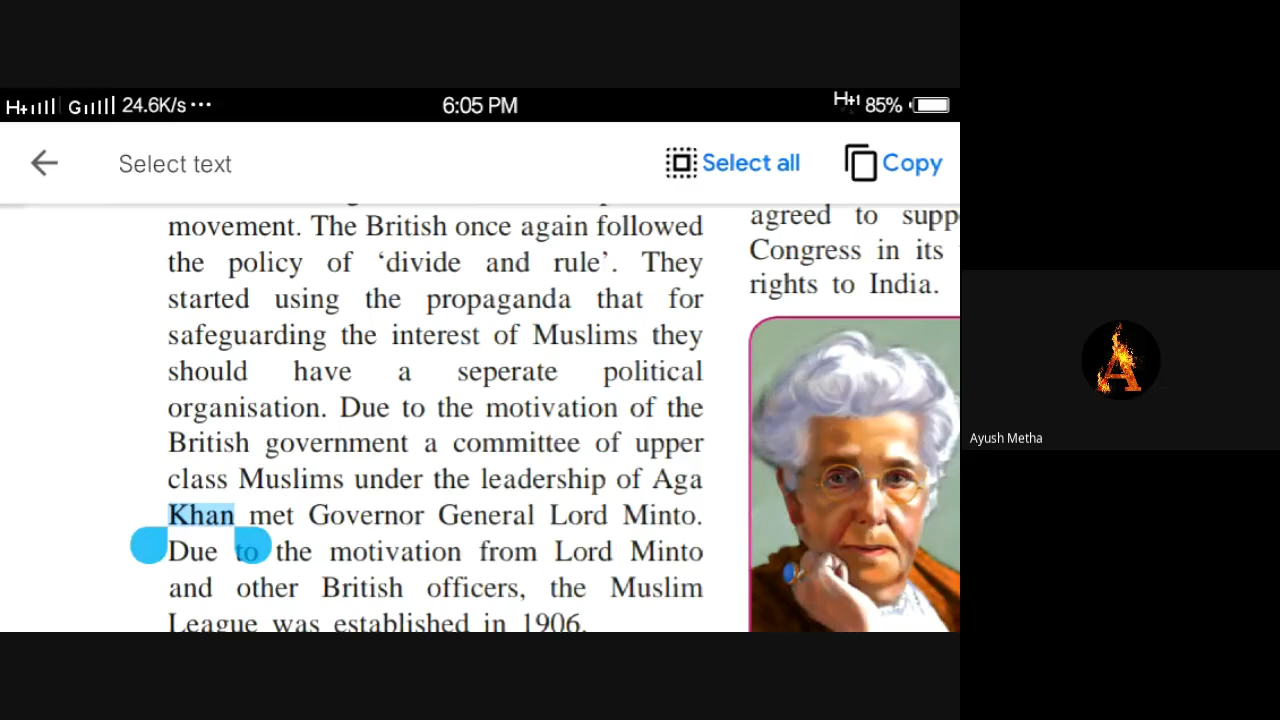 H+ G 24.6K/s ··· 6:05 PM H+1 85%
Select text Select all Copy
movement. The British once again followed
the policy of ‘divide and rule’. They
started using the propaganda that for
safeguarding the interest of Muslims they
should have a seperate political
organisation. Due to the motivation of the
British government a committee of upper
class Muslims under the leadership of Aga
Khan met Governor General Lord Minto.
Due to the motivation from Lord Minto
and other British officers, the Muslim
League was established in 1906.
agreed to supp
Congress in its
rights to India.
A
Ayush Metha